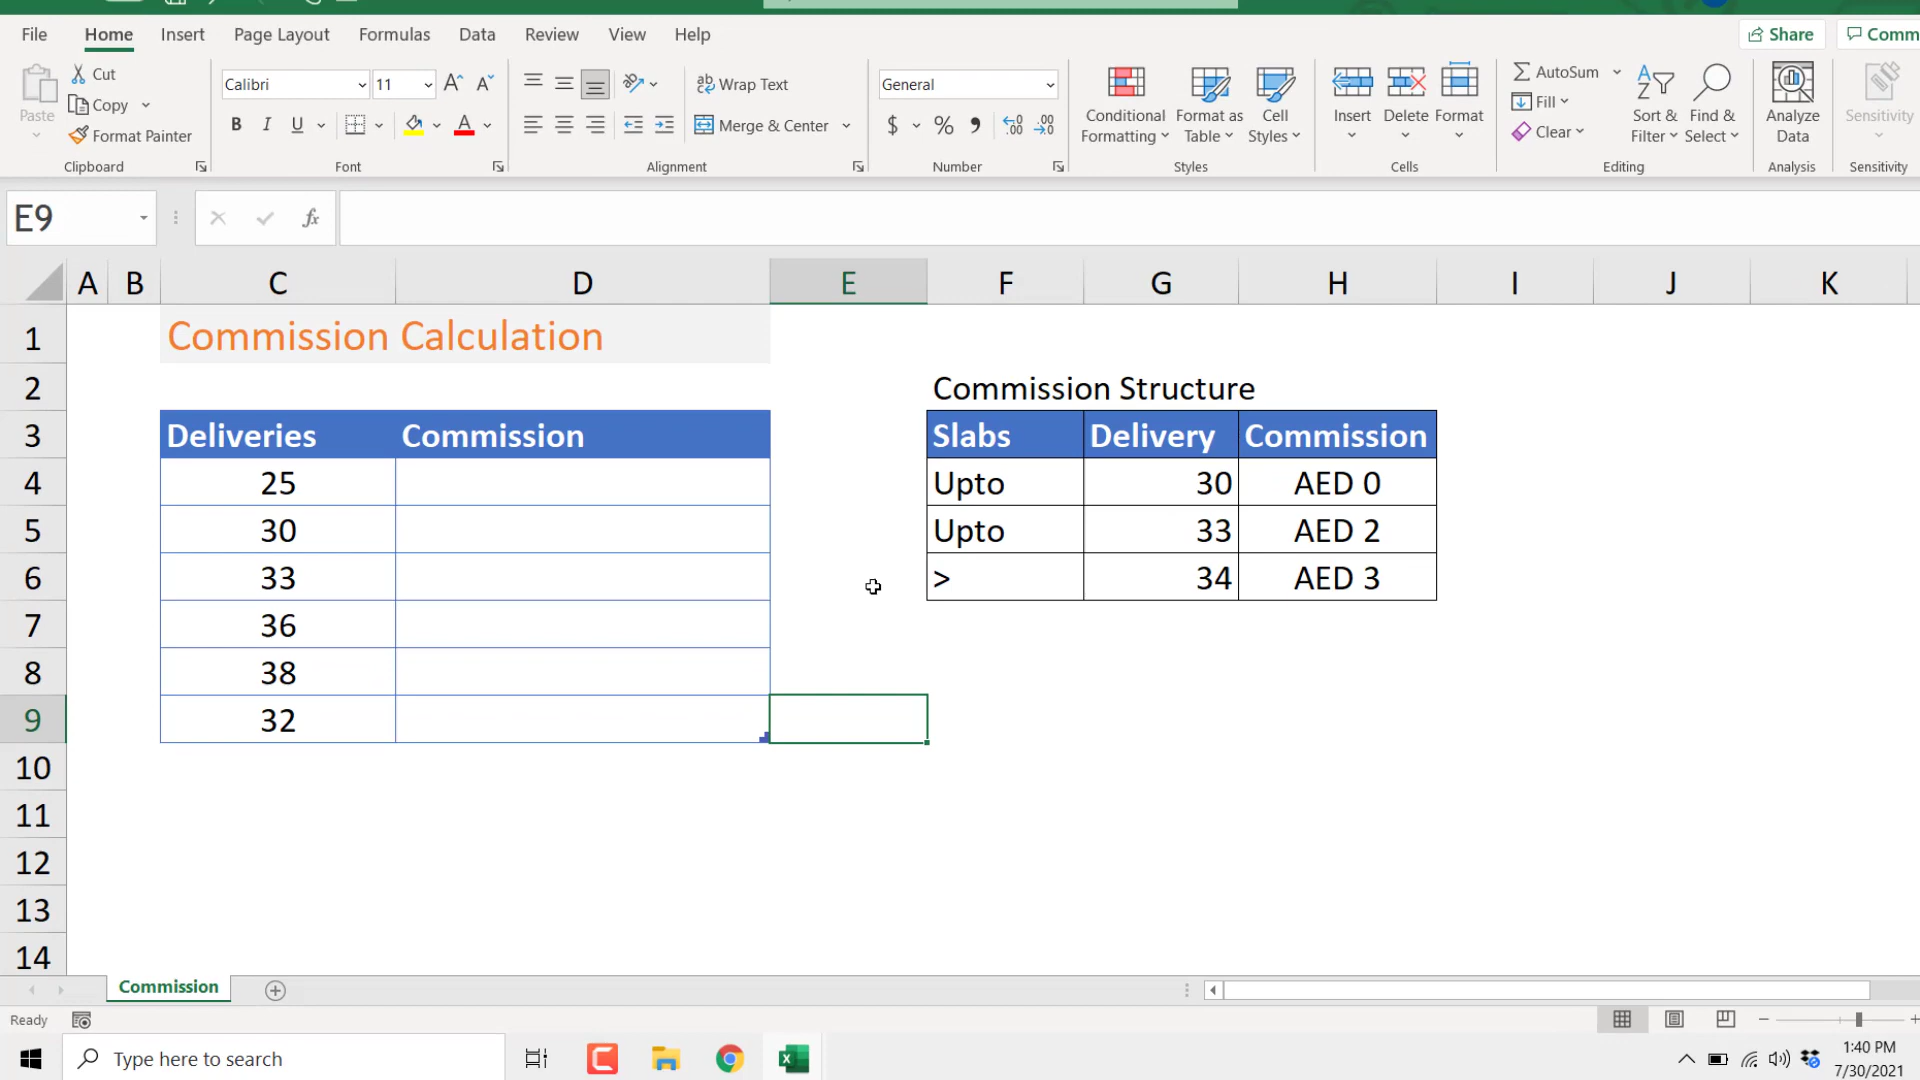 File Home Insert Page Layout Formulas Data Review View Help Share Comm
Cut
Copy
Format Painter
Paste
Clipboard
Calibri 11
B I U
Font
Wrap Text
Merge & Center
Alignment
General
$ % ,
Number
Conditional Formatting
Format as Table
Cell Styles
Styles
Insert Delete Format
Cells
AutoSum
Fill
Clear
Sort & Filter
Find & Select
Editing
Analyze Data
Analysis
Sensitivity
Sensitivity
E9 fx
A B C D E F G H I J K
1 Commission Calculation
2 Commission Structure
3 Deliveries Commission Slabs Delivery Commission
4 25 Upto 30 AED 0
5 30 Upto 33 AED 2
6 33 > 34 AED 3
7 36
8 38
9 32
10
11
12
13
14
Commission
Ready
Type here to search
1:40 PM
7/30/2021